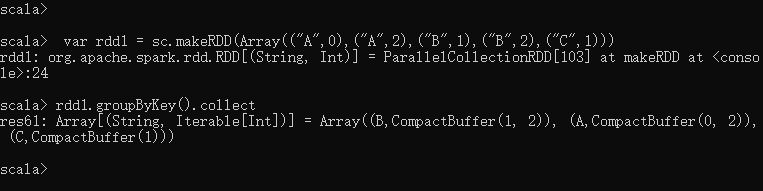 scala>
scala>  var rdd1 = sc.makeRDD(Array(("A",0),("A",2),("B",1),("B",2),("C",1)))
rdd1: org.apache.spark.rdd.RDD[(String, Int)] = ParallelCollectionRDD[103] at makeRDD at <conso
le>:24
scala> rdd1.groupByKey().collect
res61: Array[(String, Iterable[Int])] = Array((B,CompactBuffer(1, 2)), (A,CompactBuffer(0, 2)),
 (C,CompactBuffer(1)))
scala>